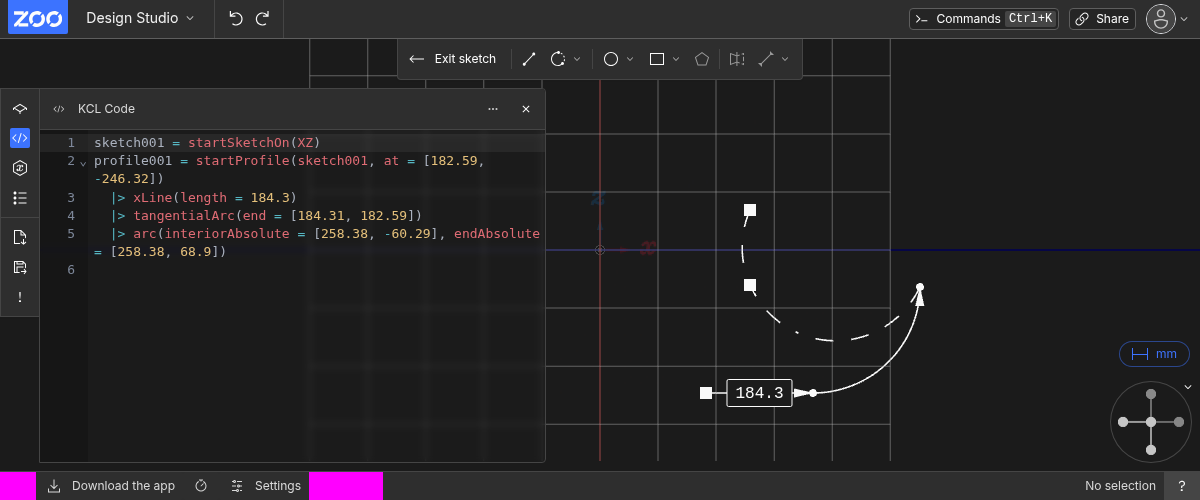 ZOO Design Studio Commands Ctrl+K Share
Exit sketch
KCL Code
1 sketch001 = startSketchOn(XZ)
2 profile001 = startProfile(sketch001, at = [182.59,
-246.32])
3 |> xLine(length = 184.3)
4 |> tangentialArc(end = [184.31, 182.59])
5 |> arc(interiorAbsolute = [258.38, -60.29], endAbsolute
= [258.38, 68.9])
6
z
x
184.3
mm
Download the app Settings No selection ?